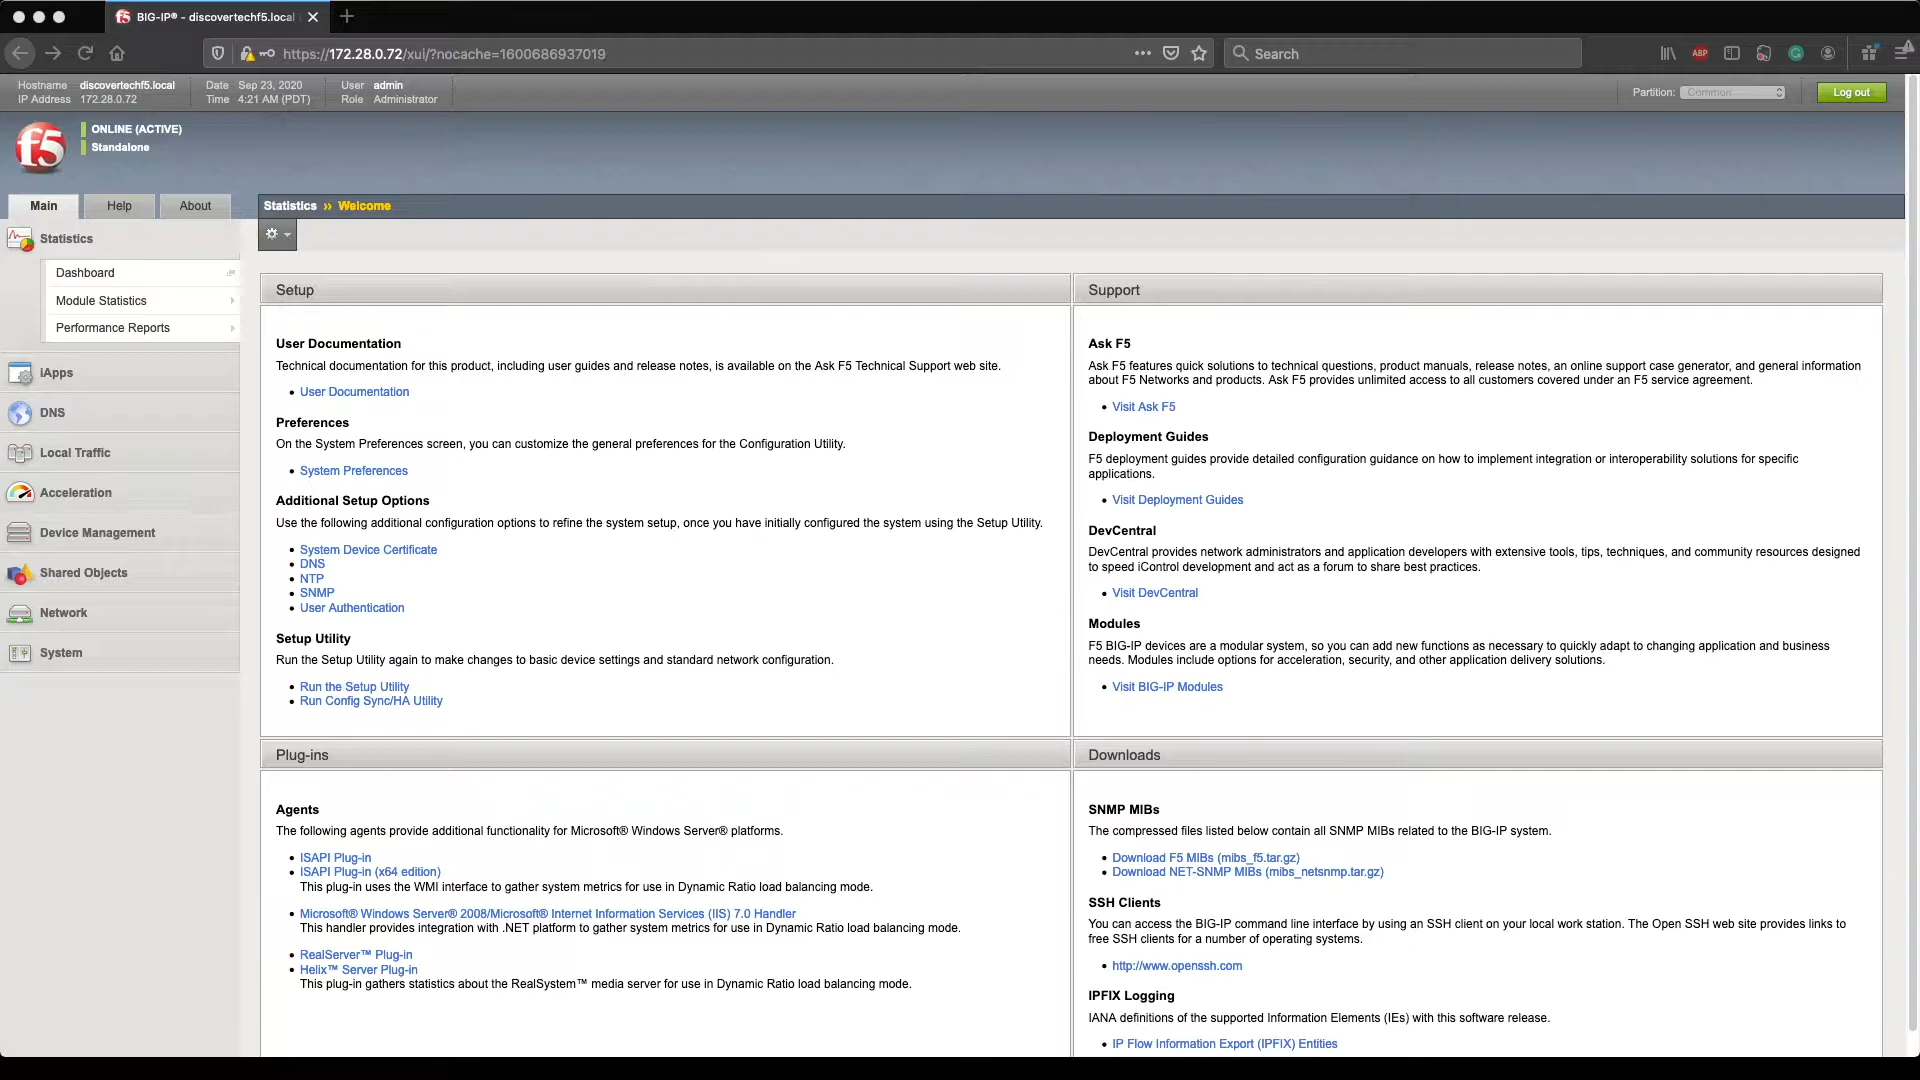 BIG-IP® - discovertechf5.local
https://172.28.0.72/xui/?nocache=1600686937019
Search
ABP
Hostname discovertechf5.local
IP Address 172.28.0.72
Date Sep 23, 2020
Time 4:21 AM (PDT)
User admin
Role Administrator
Partition: Common
Log out
f5
ONLINE (ACTIVE)
Standalone
Main
Help
About
Statistics » Welcome
Statistics
Dashboard
Module Statistics
Performance Reports
iApps
DNS
Local Traffic
Acceleration
Device Management
Shared Objects
Network
System
Setup
User Documentation
Technical documentation for this product, including user guides and release notes, is available on the Ask F5 Technical Support web site.
• User Documentation
Preferences
On the System Preferences screen, you can customize the general preferences for the Configuration Utility.
• System Preferences
Additional Setup Options
Use the following additional configuration options to refine the system setup, once you have initially configured the system using the Setup Utility.
• System Device Certificate
• DNS
• NTP
• SNMP
• User Authentication
Setup Utility
Run the Setup Utility again to make changes to basic device settings and standard network configuration.
• Run the Setup Utility
• Run Config Sync/HA Utility
Support
Ask F5
Ask F5 features quick solutions to technical questions, product manuals, release notes, an online support case generator, and general information
about F5 Networks and products. Ask F5 provides unlimited access to all customers covered under an F5 service agreement.
• Visit Ask F5
Deployment Guides
F5 deployment guides provide detailed configuration guidance on how to implement integration or interoperability solutions for specific
applications.
• Visit Deployment Guides
DevCentral
DevCentral provides network administrators and application developers with extensive tools, tips, techniques, and community resources designed
to speed iControl development and act as a forum to share best practices.
• Visit DevCentral
Modules
F5 BIG-IP devices are a modular system, so you can add new functions as necessary to quickly adapt to changing application and business
needs. Modules include options for acceleration, security, and other application delivery solutions.
• Visit BIG-IP Modules
Plug-ins
Agents
The following agents provide additional functionality for Microsoft® Windows Server® platforms.
• ISAPI Plug-in
• ISAPI Plug-in (x64 edition)
This plug-in uses the WMI interface to gather system metrics for use in Dynamic Ratio load balancing mode.
• Microsoft® Windows Server® 2008/Microsoft® Internet Information Services (IIS) 7.0 Handler
This handler provides integration with .NET platform to gather system metrics for use in Dynamic Ratio load balancing mode.
• RealServer™ Plug-in
• Helix™ Server Plug-in
This plug-in gathers statistics about the RealSystem™ media server for use in Dynamic Ratio load balancing mode.
Downloads
SNMP MIBs
The compressed files listed below contain all SNMP MIBs related to the BIG-IP system.
• Download F5 MIBs (mibs_f5.tar.gz)
• Download NET-SNMP MIBs (mibs_netsnmp.tar.gz)
SSH Clients
You can access the BIG-IP command line interface by using an SSH client on your local work station. The Open SSH web site provides links to
free SSH clients for a number of operating systems.
• http://www.openssh.com
IPFIX Logging
IANA definitions of the supported Information Elements (IEs) with this software release.
• IP Flow Information Export (IPFIX) Entities